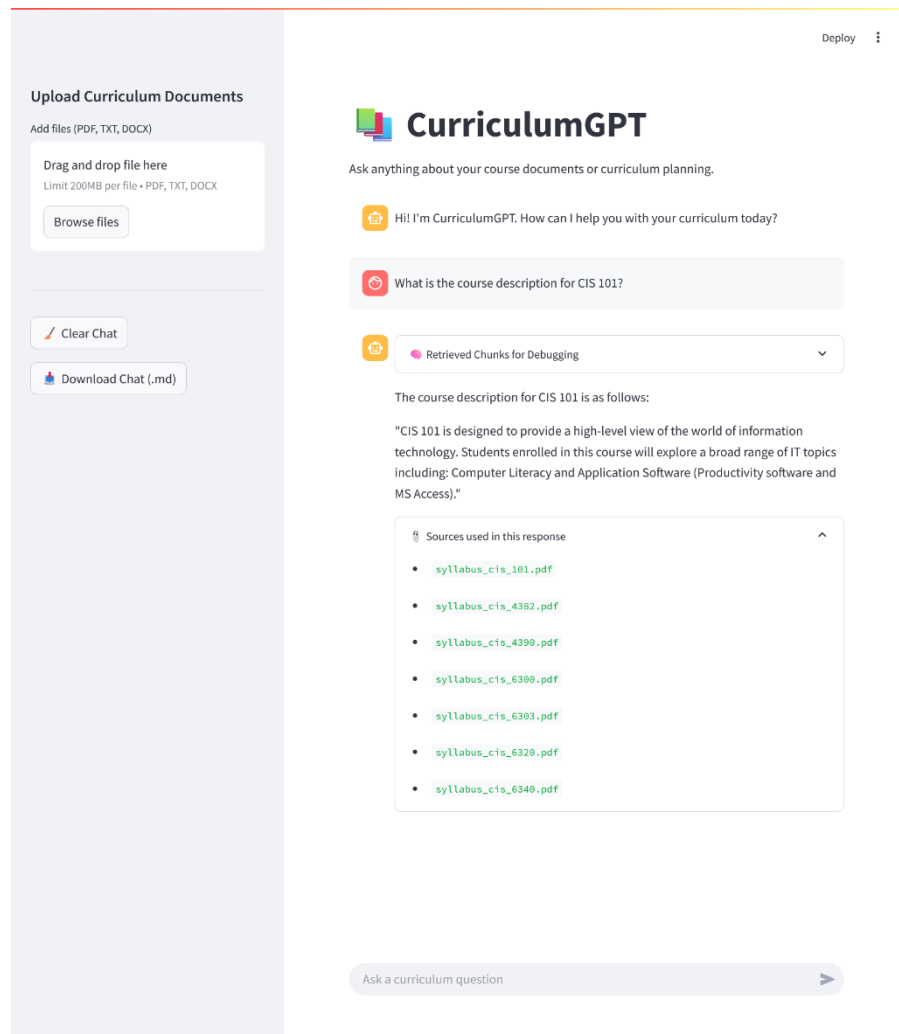 Deploy
Upload Curriculum Documents
Add files (PDF, TXT, DOCX)
Drag and drop file here
Limit 200MB per file • PDF, TXT, DOCX
Browse files
Clear Chat
Download Chat (.md)
CurriculumGPT
Ask anything about your course documents or curriculum planning.
Hi! I'm CurriculumGPT. How can I help you with your curriculum today?
What is the course description for CIS 101?
Retrieved Chunks for Debugging
The course description for CIS 101 is as follows:
"CIS 101 is designed to provide a high-level view of the world of information
technology. Students enrolled in this course will explore a broad range of IT topics
including: Computer Literacy and Application Software (Productivity software and
MS Access)."
Sources used in this response
• syllabus_cis_101.pdf
• syllabus_cis_4382.pdf
• syllabus_cis_4390.pdf
• syllabus_cis_6300.pdf
• syllabus_cis_6303.pdf
• syllabus_cis_6320.pdf
• syllabus_cis_6340.pdf
Ask a curriculum question